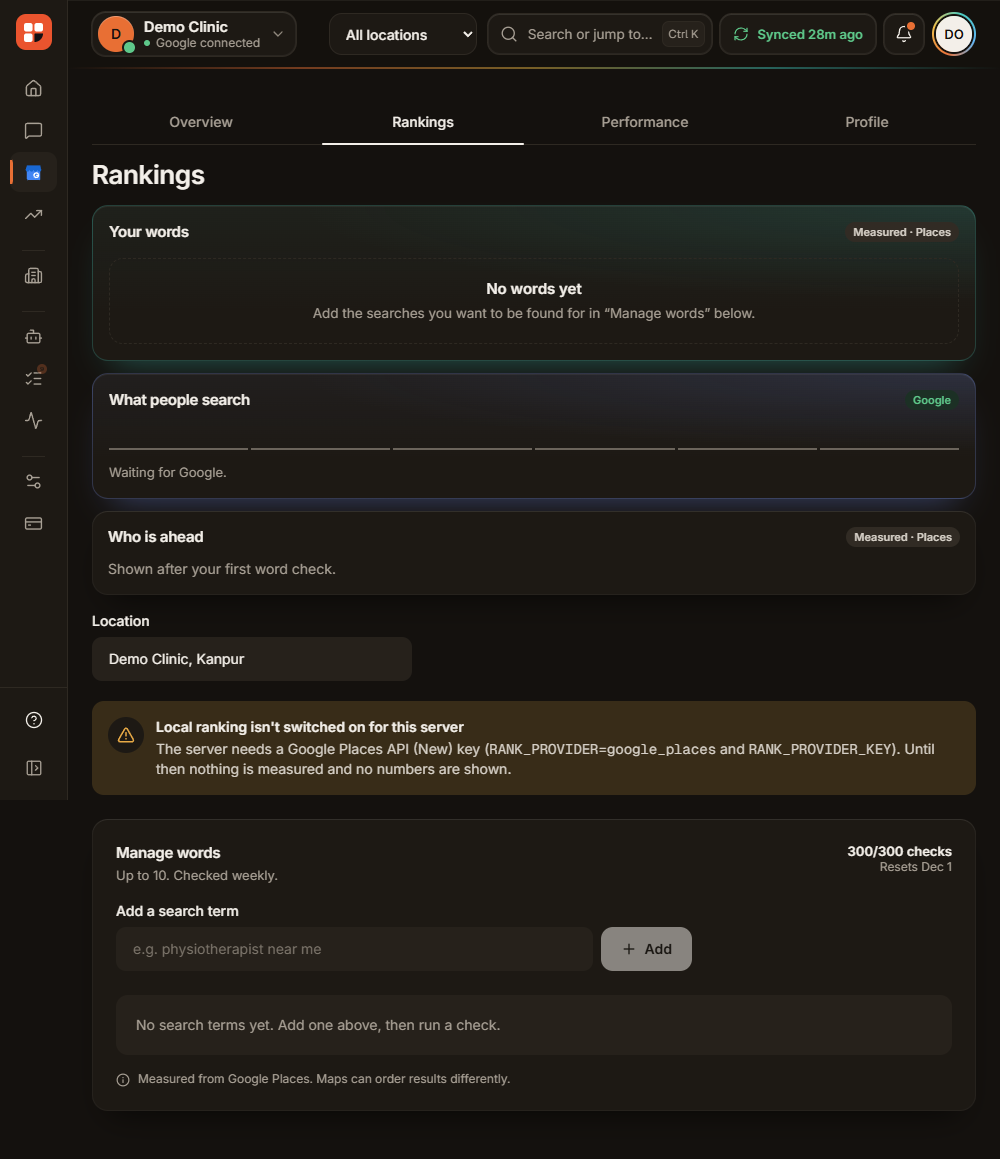 D
Demo Clinic
Google connected
All locations
Search or jump to...
Ctrl K
Synced 28m ago
DO
Overview
Rankings
Performance
Profile
Rankings
Your words
Measured · Places
No words yet
Add the searches you want to be found for in “Manage words” below.
What people search
Google
Waiting for Google.
Who is ahead
Measured · Places
Shown after your first word check.
Location
Demo Clinic, Kanpur
Local ranking isn't switched on for this server
The server needs a Google Places API (New) key (RANK_PROVIDER=google_places and RANK_PROVIDER_KEY). Until
then nothing is measured and no numbers are shown.
Manage words
300/300 checks
Up to 10. Checked weekly.
Resets Dec 1
Add a search term
e.g. physiotherapist near me
+ Add
No search terms yet. Add one above, then run a check.
Measured from Google Places. Maps can order results differently.